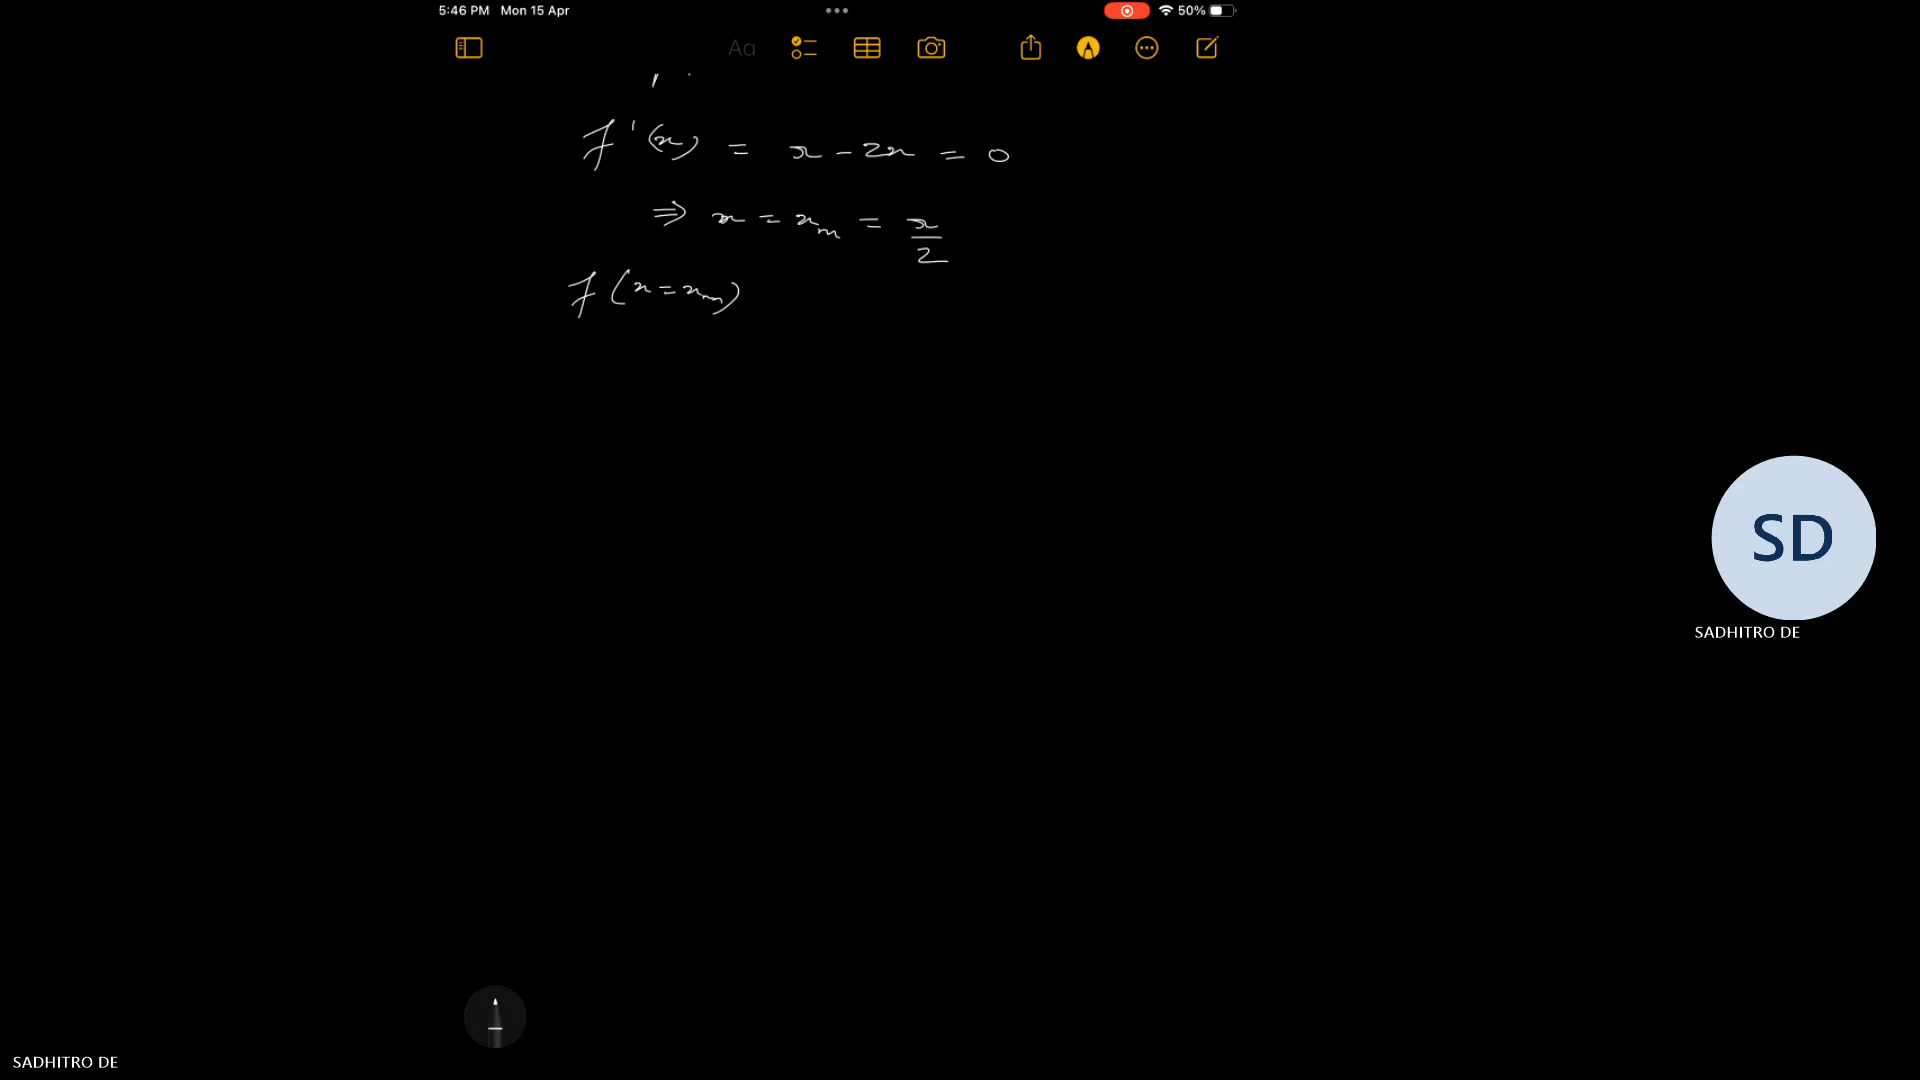 5:46 PM Mon 15 Apr
50%
Aa
f'(x) = r - 2x = 0
⇒ x = xₘ = r/2
f(x = xₘ)
SD
SADHITRO DE
SADHITRO DE